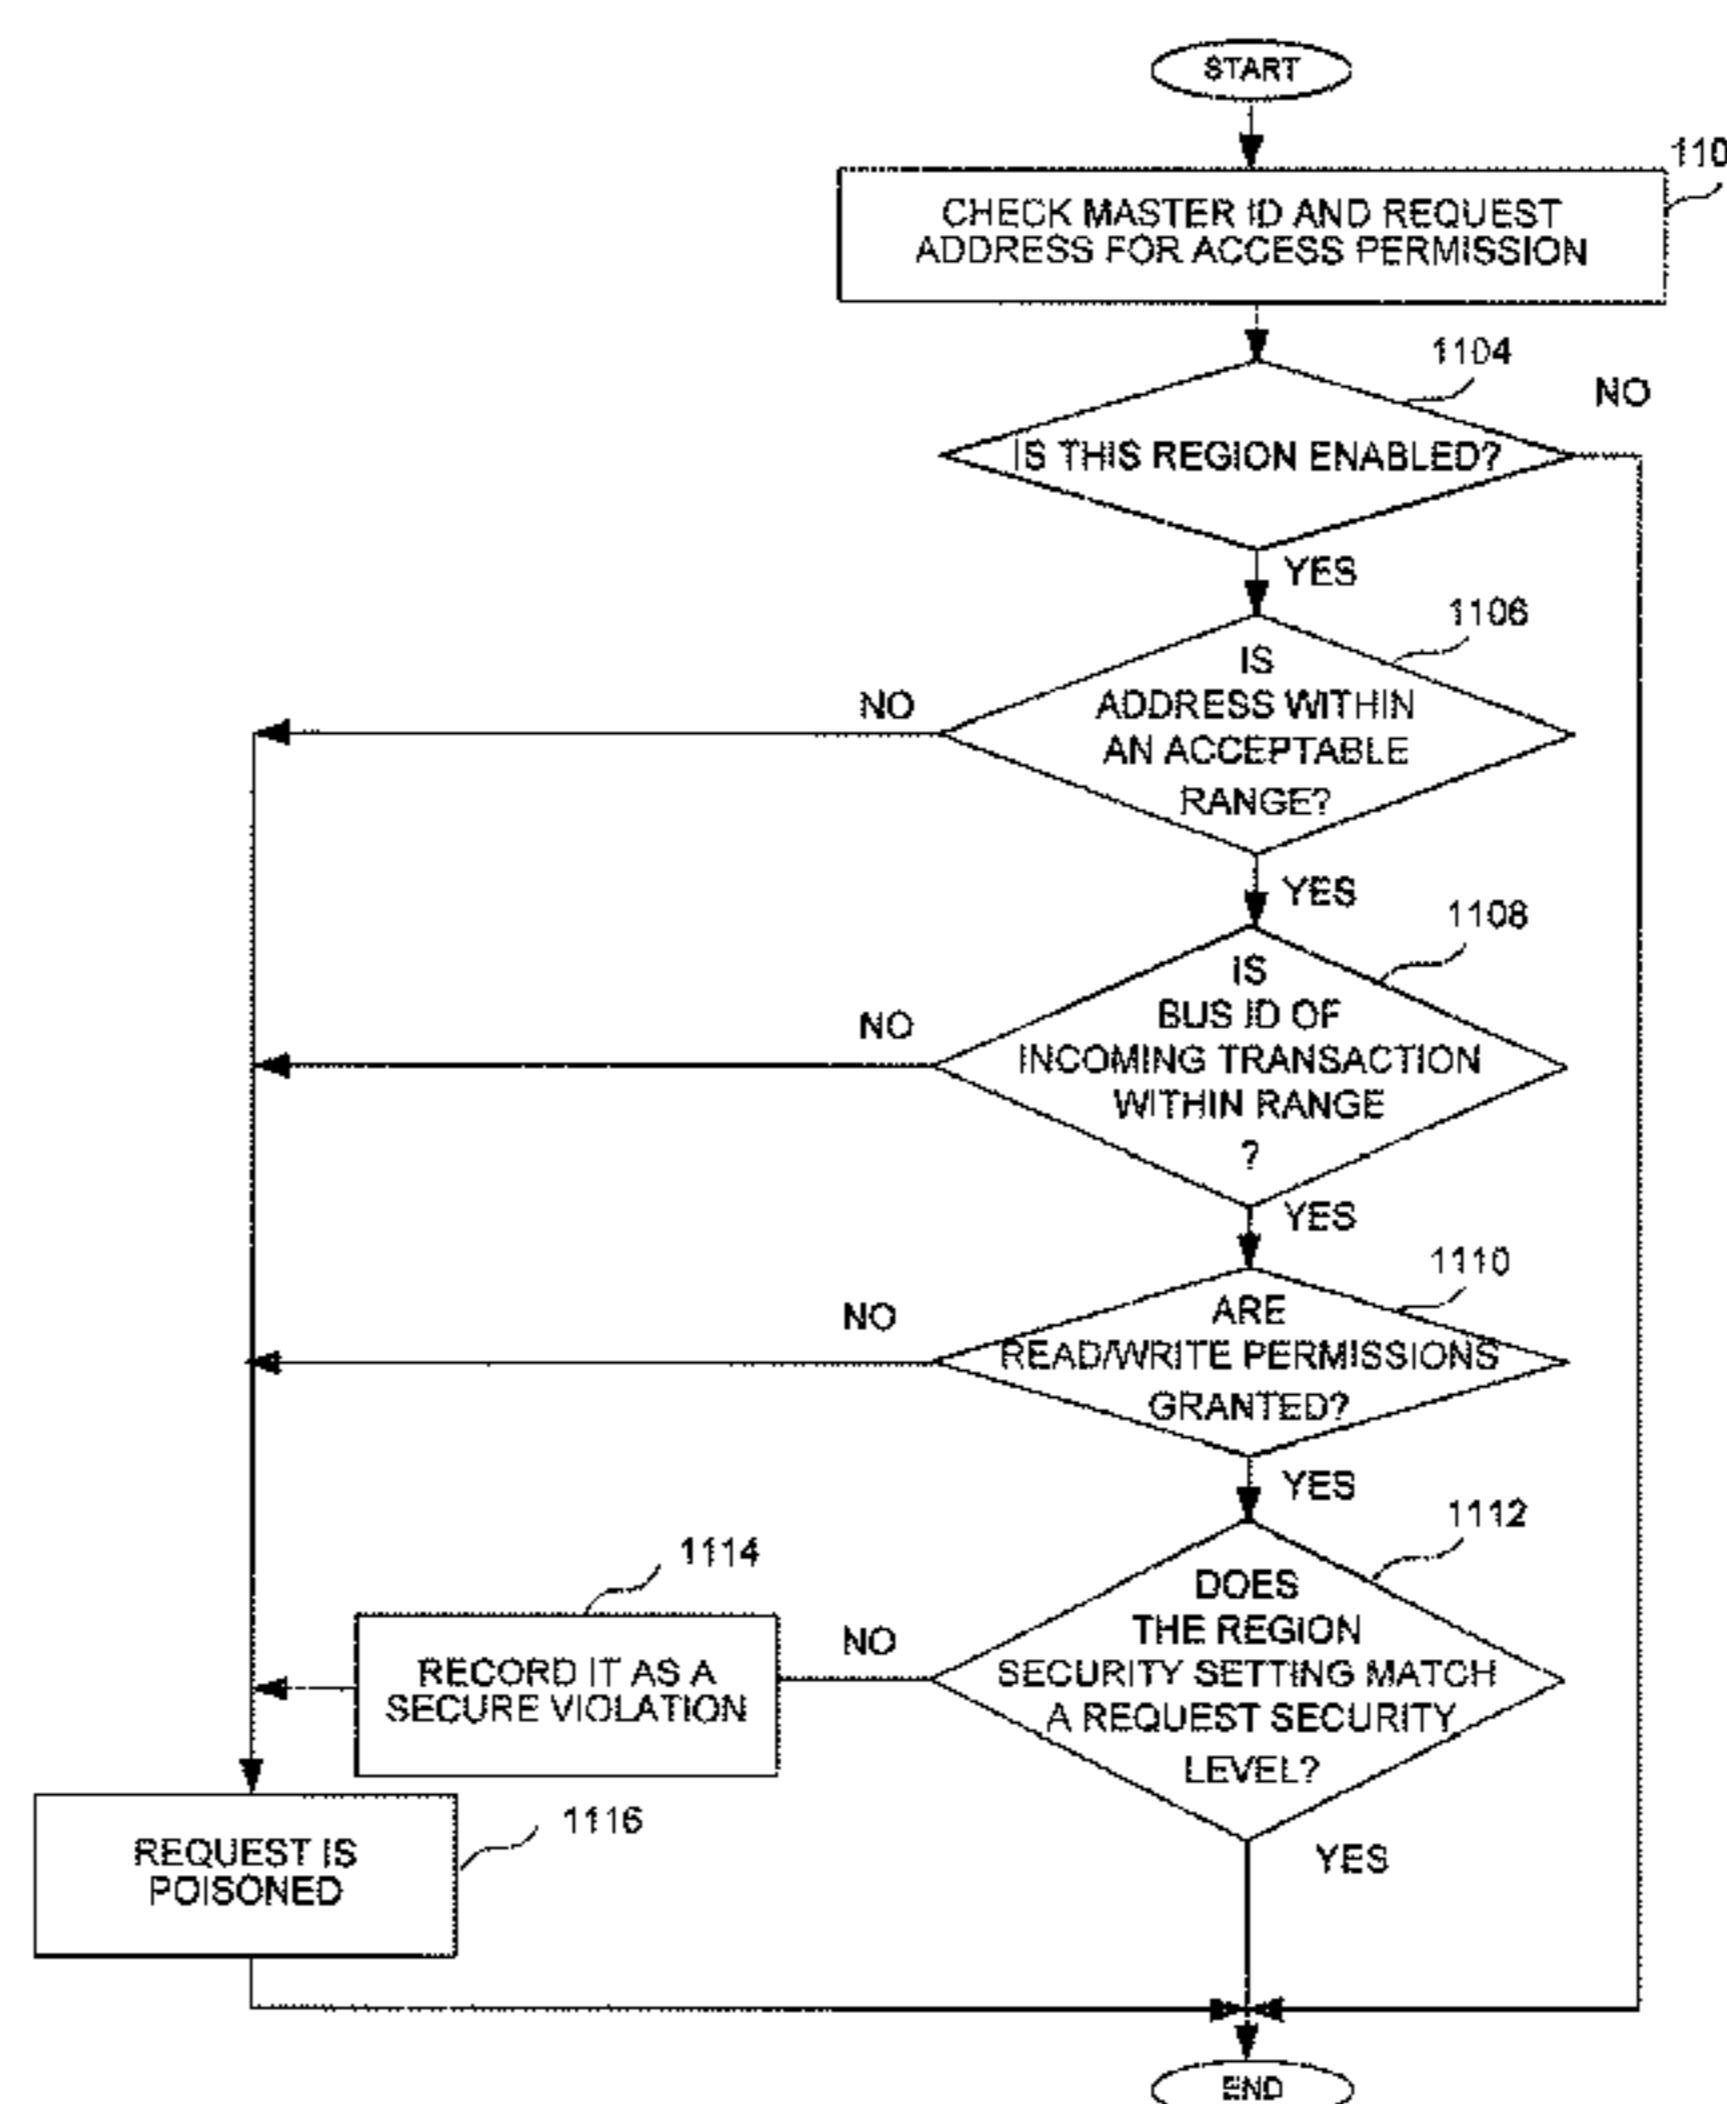 START
110
CHECK MASTER ID AND REQUEST
ADDRESS FOR ACCESS PERMISSION
1104
NO
IS THIS REGION ENABLED?
YES
1106
IS
ADDRESS WITHIN
AN ACCEPTABLE
RANGE?
NO
YES
1108
IS
BUS ID OF
INCOMING TRANSACTION
WITHIN RANGE
?
NO
YES
1110
ARE
READ/WRITE PERMISSIONS
GRANTED?
NO
YES
1112
DOES
THE REGION
SECURITY SETTING MATCH
A REQUEST SECURITY
LEVEL?
NO
1114
RECORD IT AS A
SECURE VIOLATION
YES
1116
REQUEST IS
POISONED
END